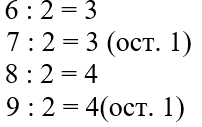 6 : 2 = 3
7 : 2 = 3 (ост. 1)
8 : 2 = 4
9 : 2 = 4(ост. 1)